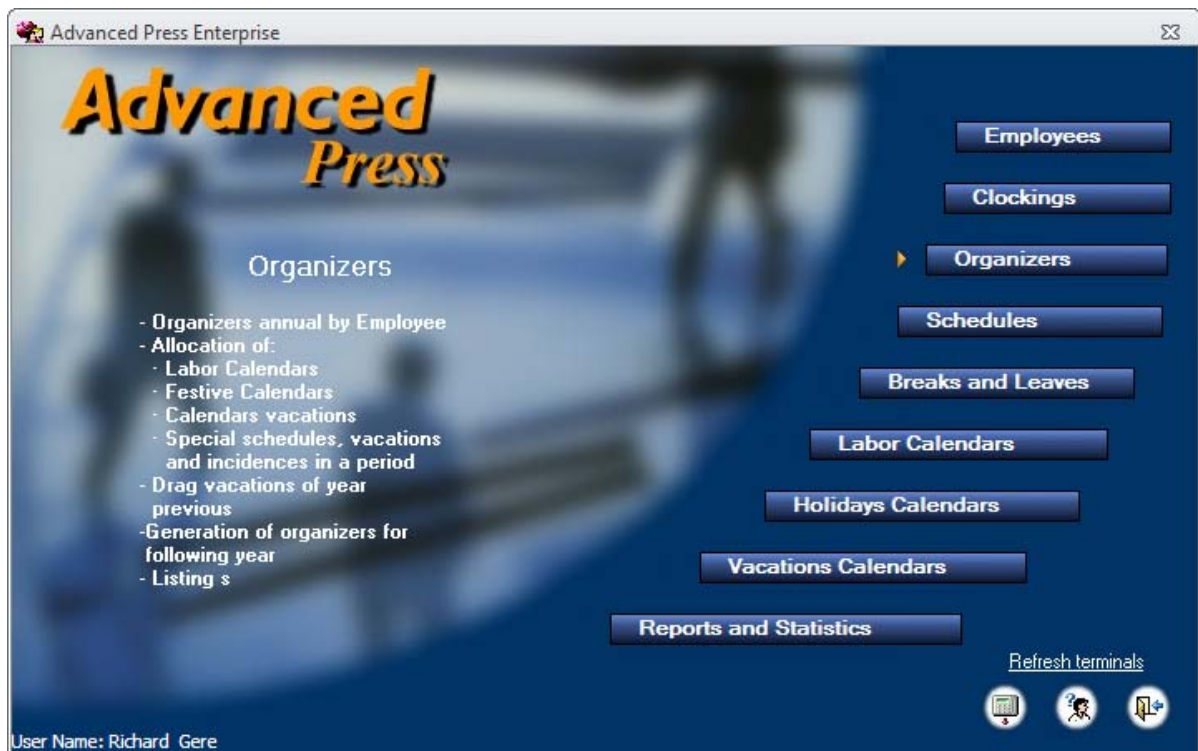 Advanced Press Enterprise
Advanced
Press
Organizers
- Organizers annual by Employee
- Allocation of:
· Labor Calendars
· Festive Calendars
· Calendars vacations
· Special schedules, vacations
and incidences in a period
- Drag vacations of year
previous
-Generation of organizers for
following year
- Listing s
Employees
Clockings
Organizers
Schedules
Breaks and Leaves
Labor Calendars
Holidays Calendars
Vacations Calendars
Reports and Statistics
Refresh terminals
User Name: Richard Gere